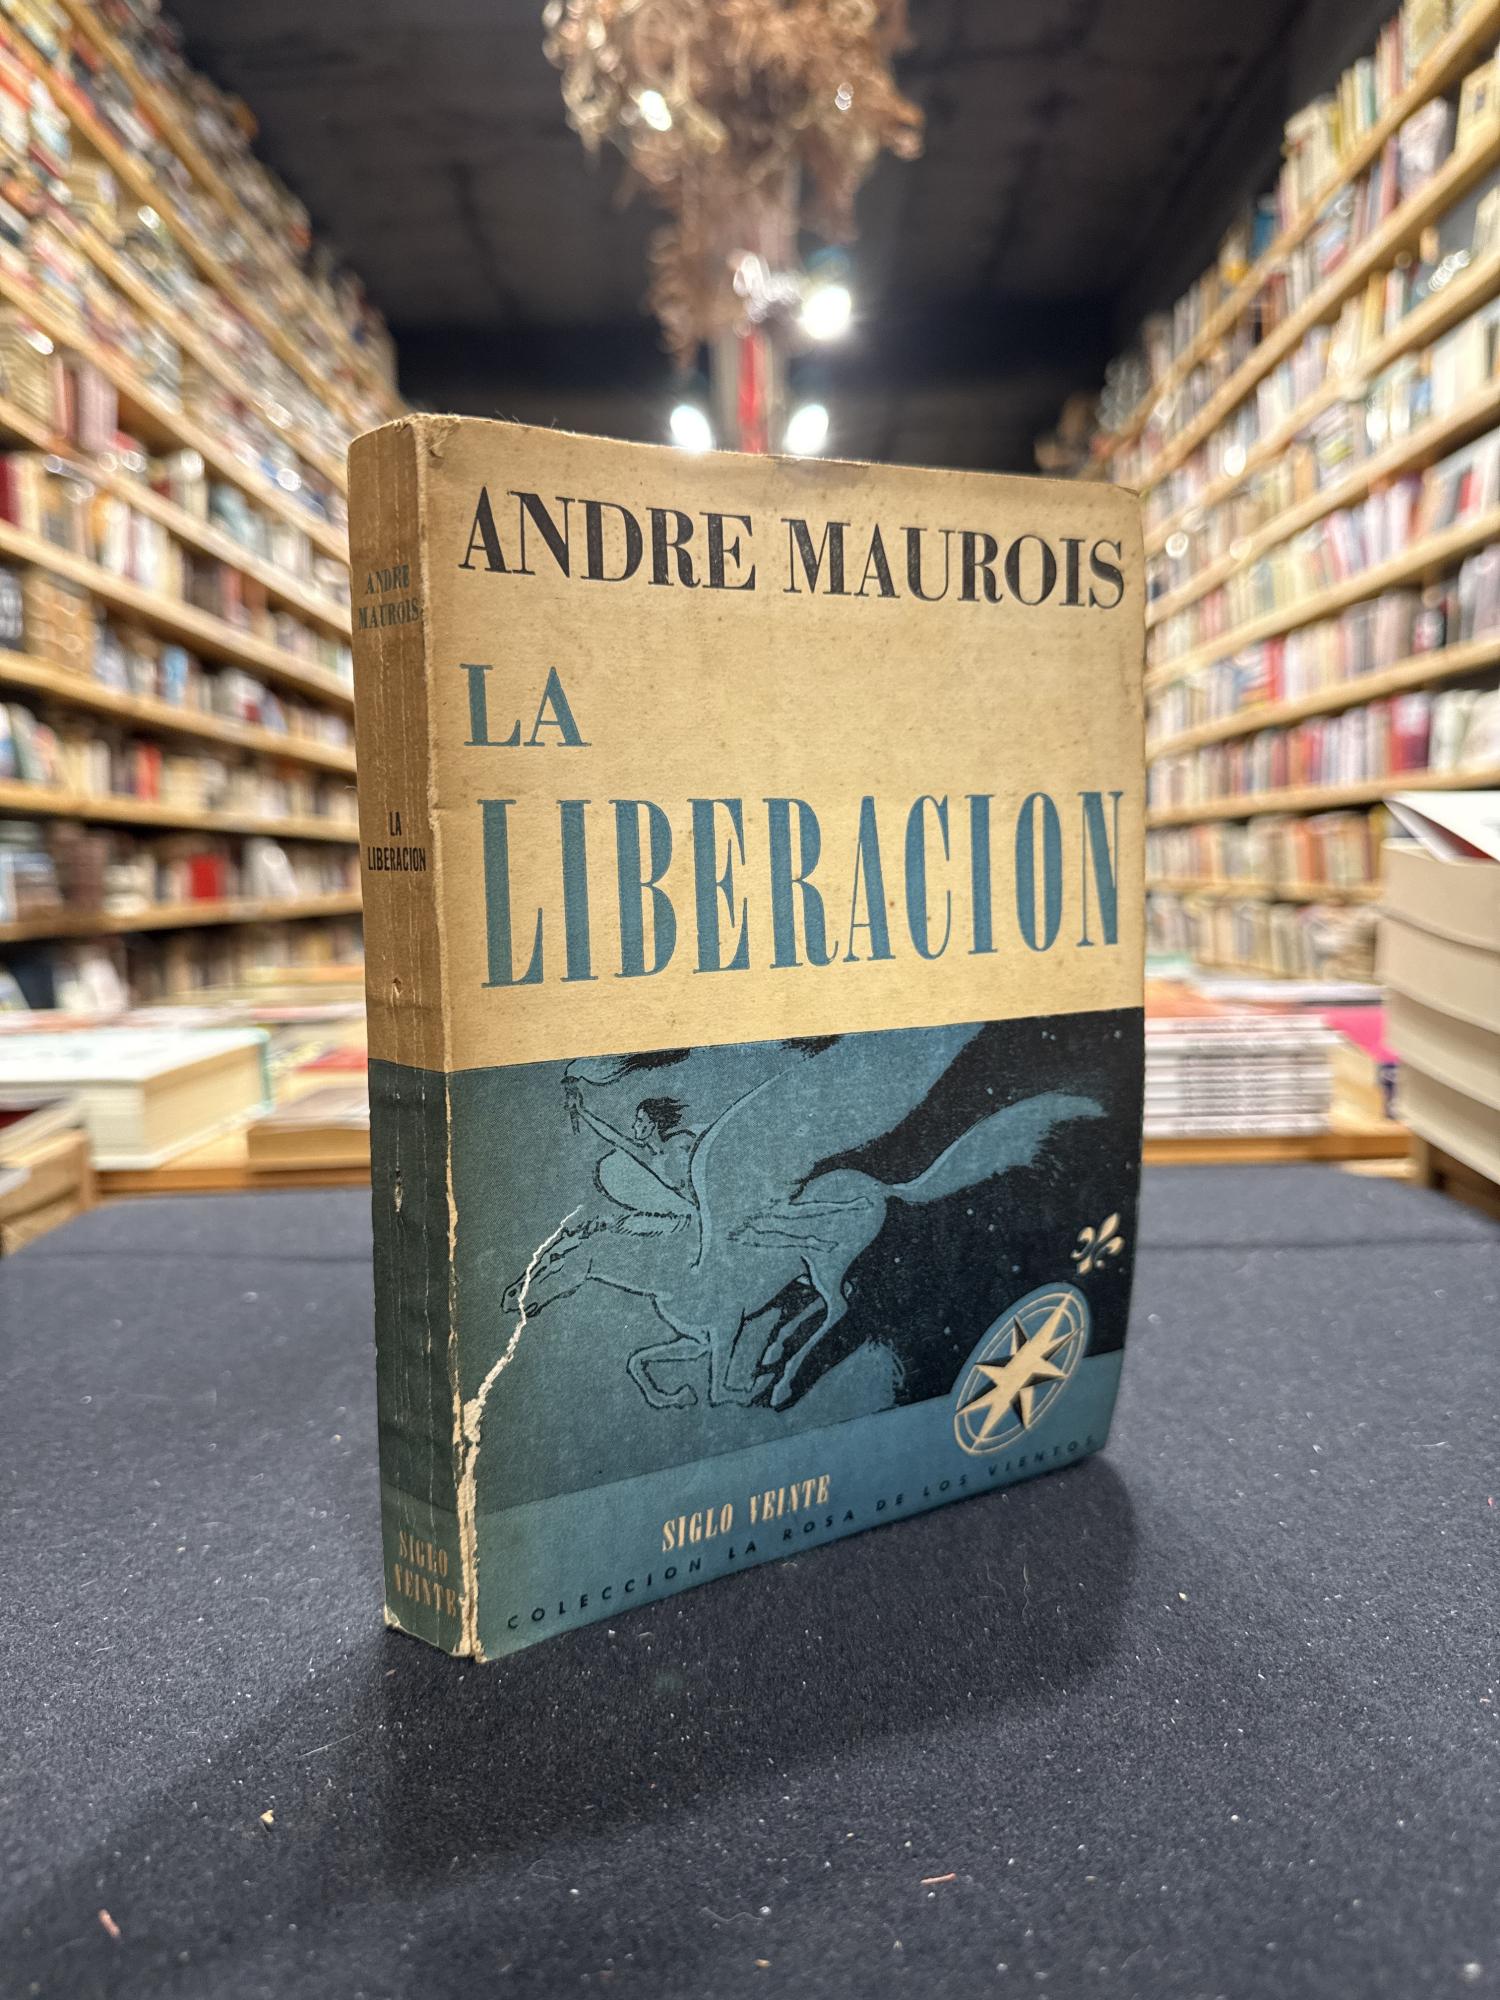 ANDRE MAUROIS
LA
LIBERACION
SIGLO VEINTE
COLECCION LA ROSA DE LOS VIENTOS
ANDRE
MAUROIS
LA
LIBERACION
SIGLO
VEINTE